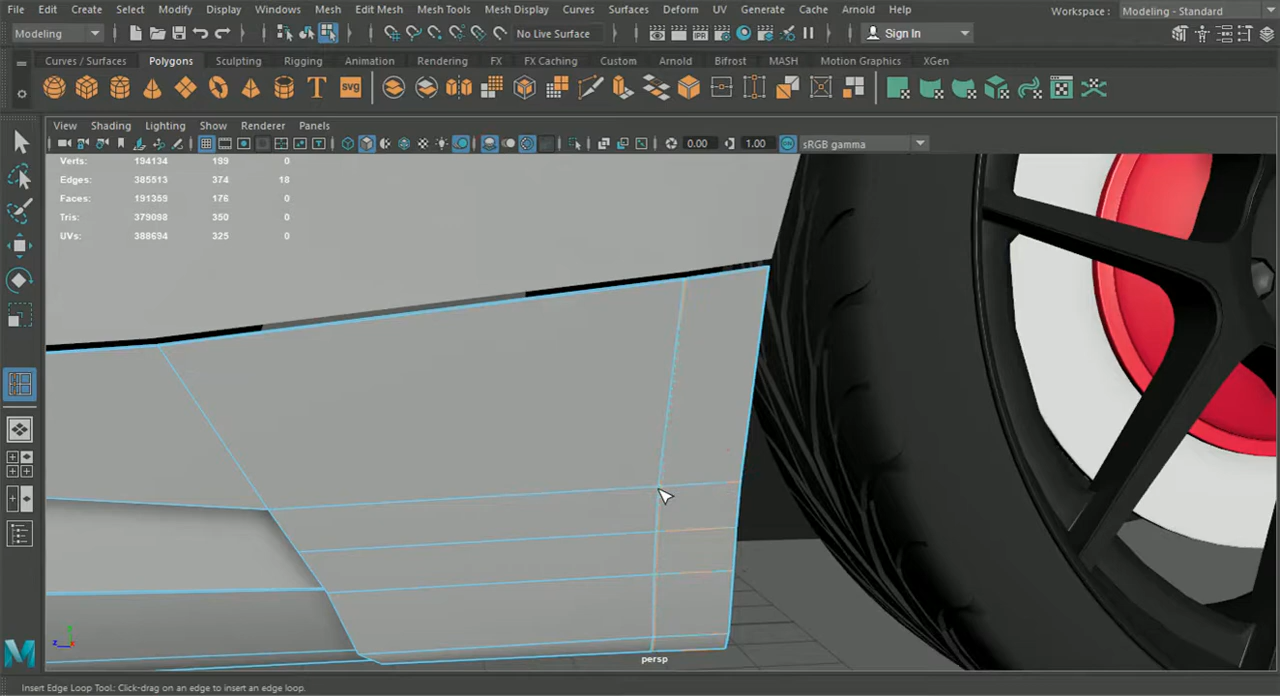 File Edit Create Select Modify Display Windows Mesh Edit Mesh Mesh Tools Mesh Display Curves Surfaces Deform UV Generate Cache Arnold Help Workspace: Modeling - Standard
Modeling No Live Surface Sign In
Curves / Surfaces Polygons Sculpting Rigging Animation Rendering FX FX Caching Custom Arnold Bifrost MASH Motion Graphics XGen
T svg
View Shading Lighting Show Renderer Panels
0.00 1.00 sRGB gamma
Verts: 194134 199 0
Edges: 385513 374 18
Faces: 191359 176 0
Tris: 379098 350 0
UVs: 388694 325 0
persp
Insert Edge Loop Tool: Click-drag on an edge to insert an edge loop.